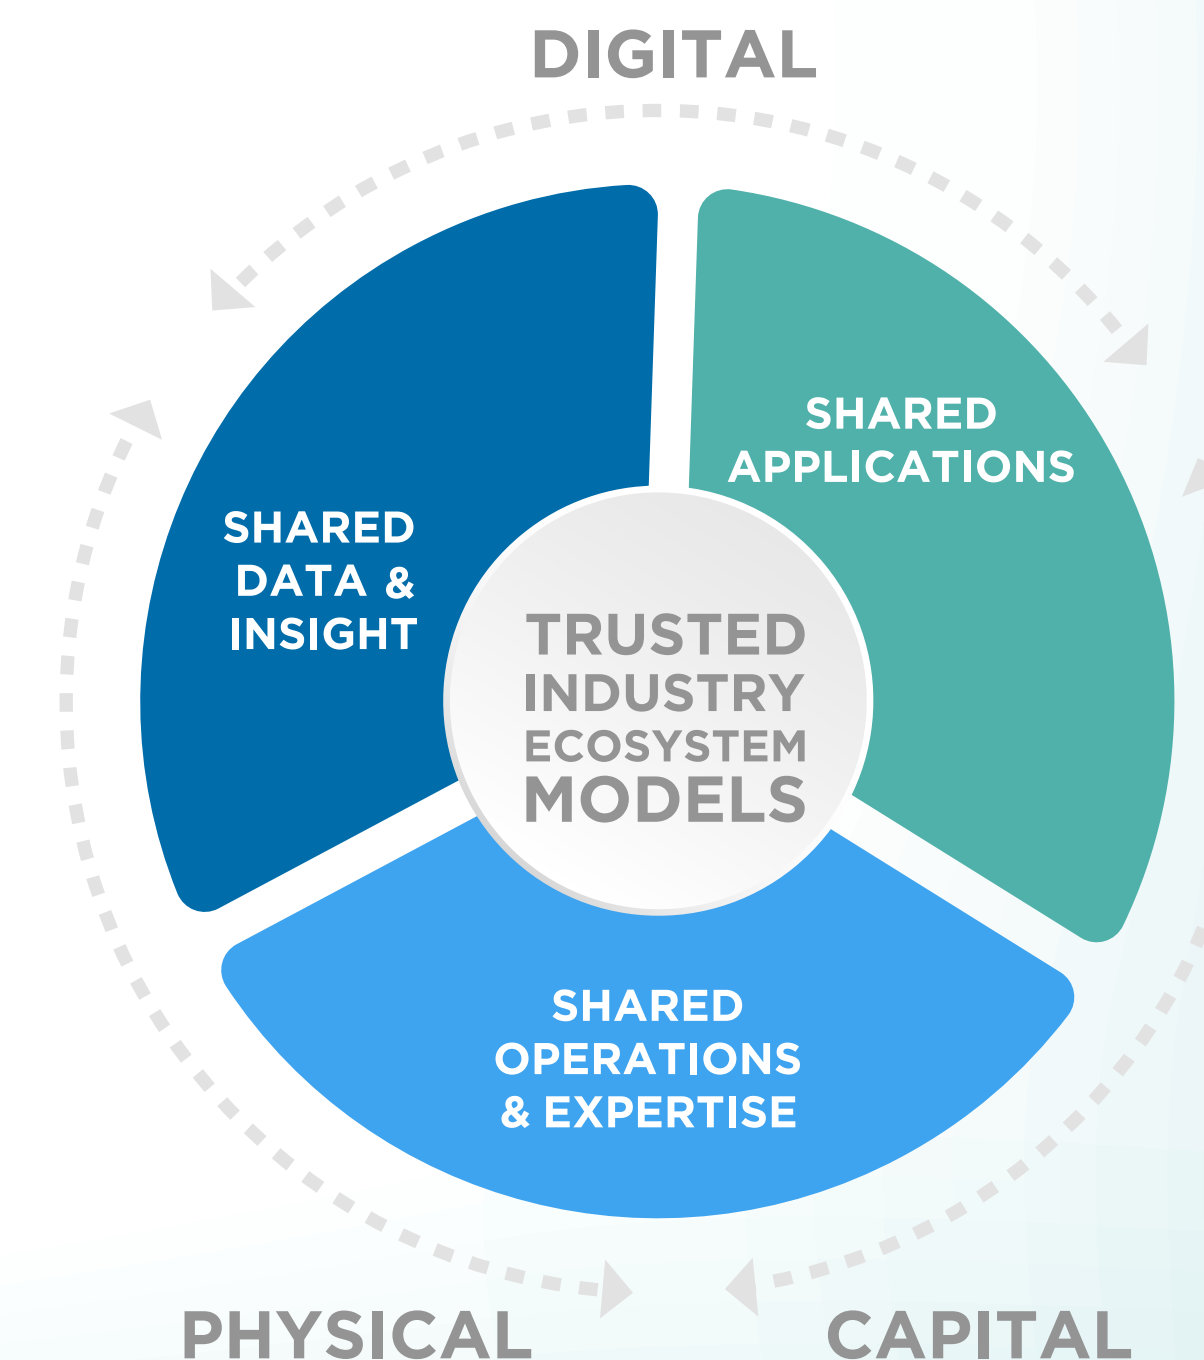 DIGITAL
SHARED
APPLICATIONS
SHARED
DATA &
INSIGHT
TRUSTED
INDUSTRY
ECOSYSTEM
MODELS
SHARED
OPERATIONS
& EXPERTISE
PHYSICAL
CAPITAL